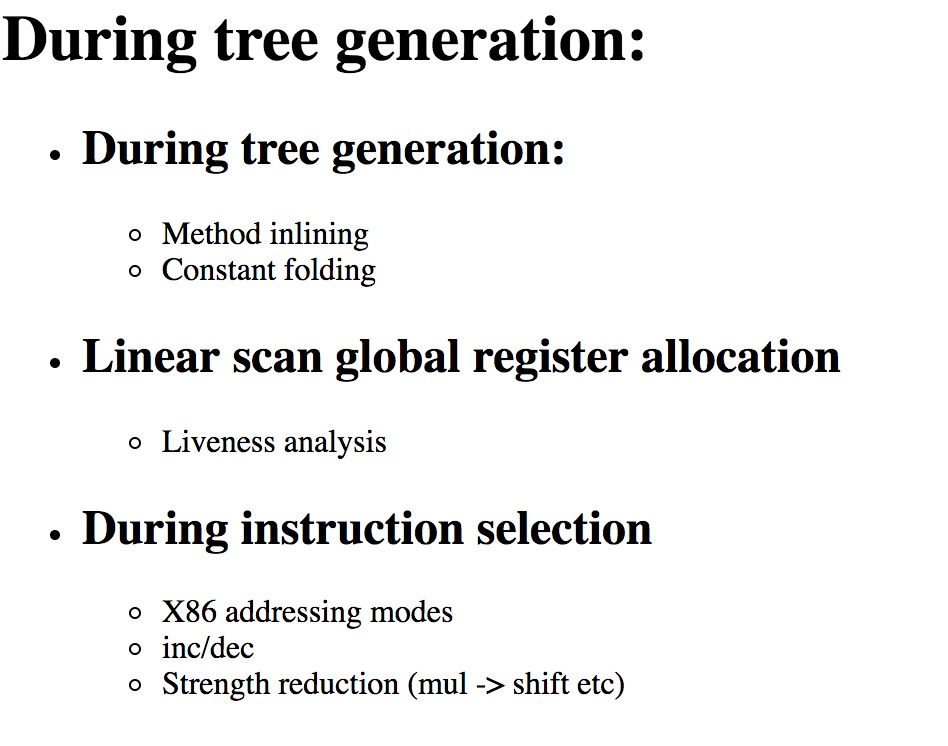 During tree generation:
During tree generation:
Method inlining
Constant folding
Linear scan global register allocation
Liveness analysis
During instruction selection
X86 addressing modes
inc/dec
Strength reduction (mul -> shift etc)